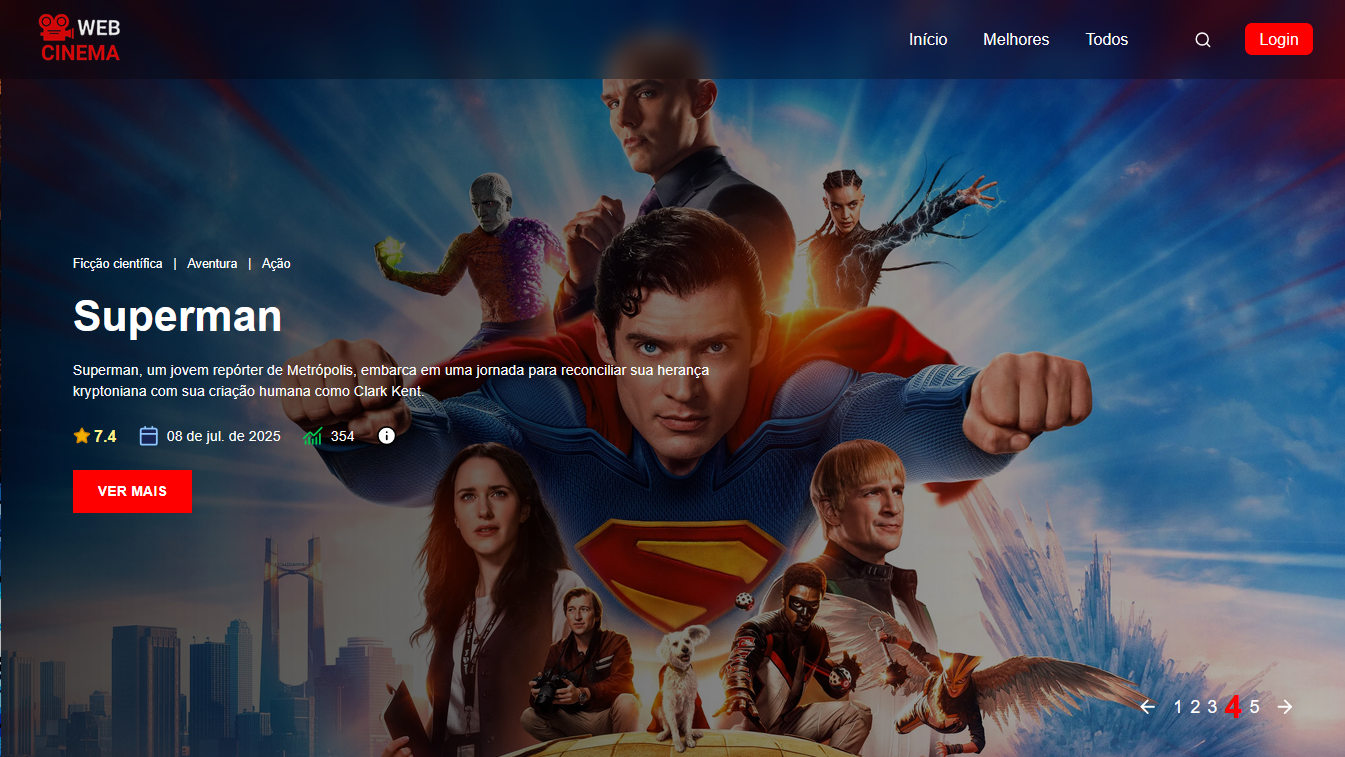 WEB
CINEMA
Início Melhores Todos Login
Ficção científica | Aventura | Ação
Superman
Superman, um jovem repórter de Metrópolis, embarca em uma jornada para reconciliar sua herança
kryptoniana com sua criação humana como Clark Kent.
7.4 08 de jul. de 2025 354
VER MAIS
1 2 3 4 5